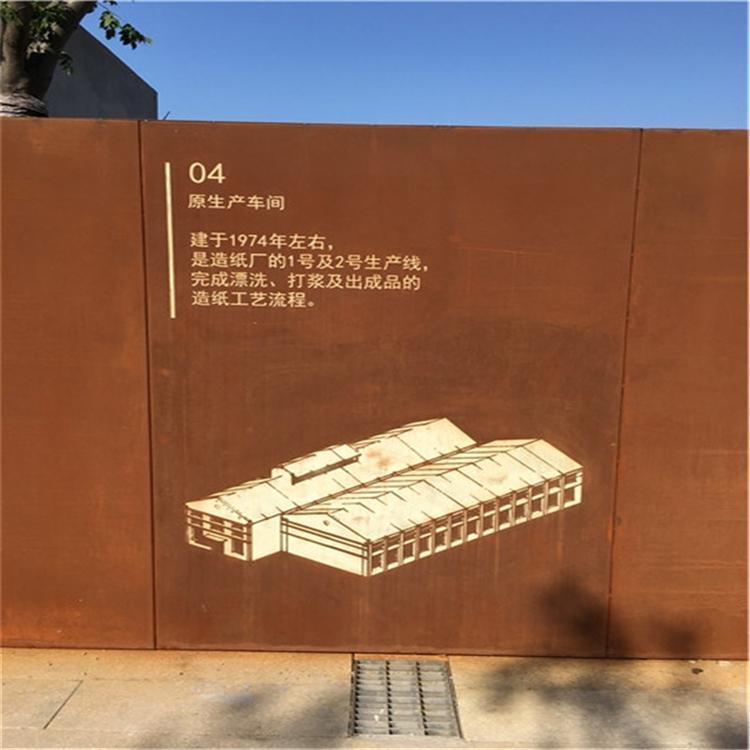 04
原生产车间
建于1974年左右，
是造纸厂的1号及2号生产线，
完成漂洗、打浆及出成品的
造纸工艺流程。